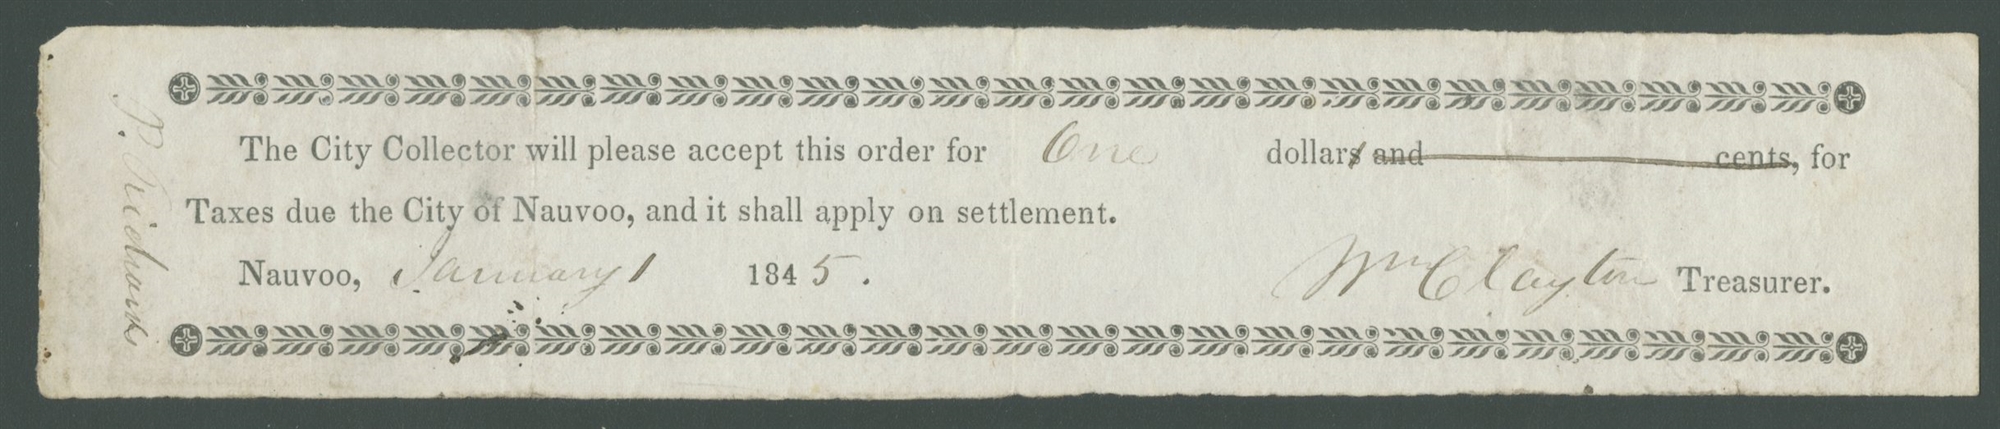 The City Collector will please accept this order for One dollars and cents, for
Taxes due the City of Nauvoo, and it shall apply on settlement.
Nauvoo, January 1 1845. Wm Clayton Treasurer.